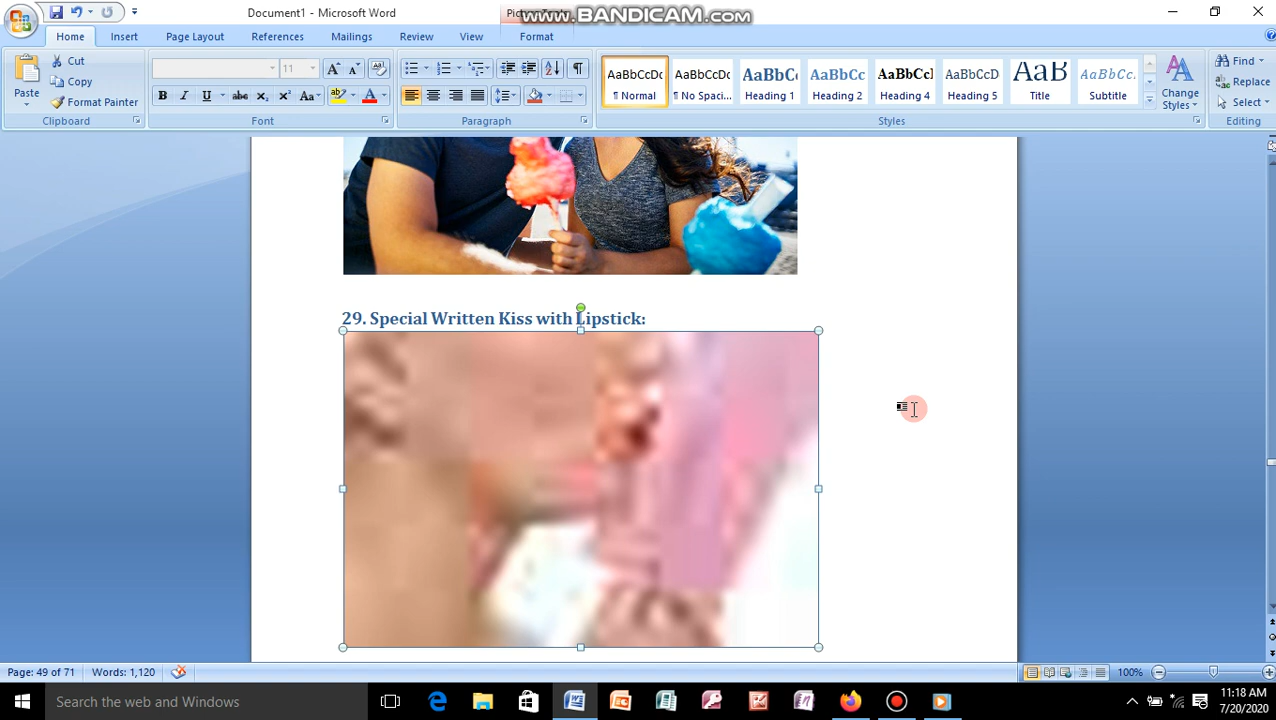 Document1 - Microsoft Word
Pictu
www.BANDICAM.com
Home
Insert
Page Layout
References
Mailings
Review
View
Format
Paste
Cut
Copy
Format Painter
Clipboard
11
Font
Paragraph
AaBbCcDc
¶ Normal
AaBbCcDc
¶ No Spaci...
AaBbC
Heading 1
AaBbCc
Heading 2
AaBbCcI
Heading 4
AaBbCcD
Heading 5
AaB
Title
AaBbCc.
Subtitle
Change
Styles
Styles
Find
Replace
Select
Editing
29. Special Written Kiss with Lipstick:
Page: 49 of 71
Words: 1,120
100%
Search the web and Windows
11:18 AM
7/20/2020